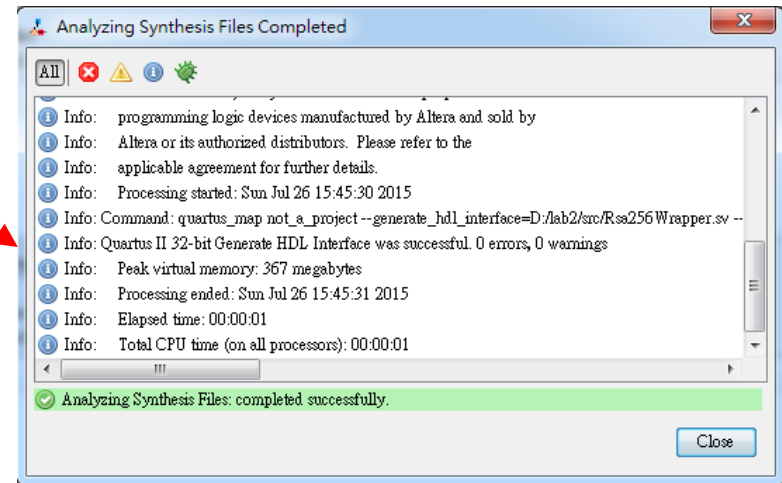 Analyzing Synthesis Files Completed
All
Info: programming logic devices manufactured by Altera and sold by
Info: Altera or its authorized distributors. Please refer to the
Info: applicable agreement for further details.
Info: Processing started: Sun Jul 26 15:45:30 2015
Info: Command: quartus_map not_a_project --generate_hdl_interface=D:/lab2/src/Rsa256Wrapper.sv --
Info: Quartus II 32-bit Generate HDL Interface was successful. 0 errors, 0 warnings
Info: Peak virtual memory: 367 megabytes
Info: Processing ended: Sun Jul 26 15:45:31 2015
Info: Elapsed time: 00:00:01
Info: Total CPU time (on all processors): 00:00:01
Analyzing Synthesis Files: completed successfully.
Close